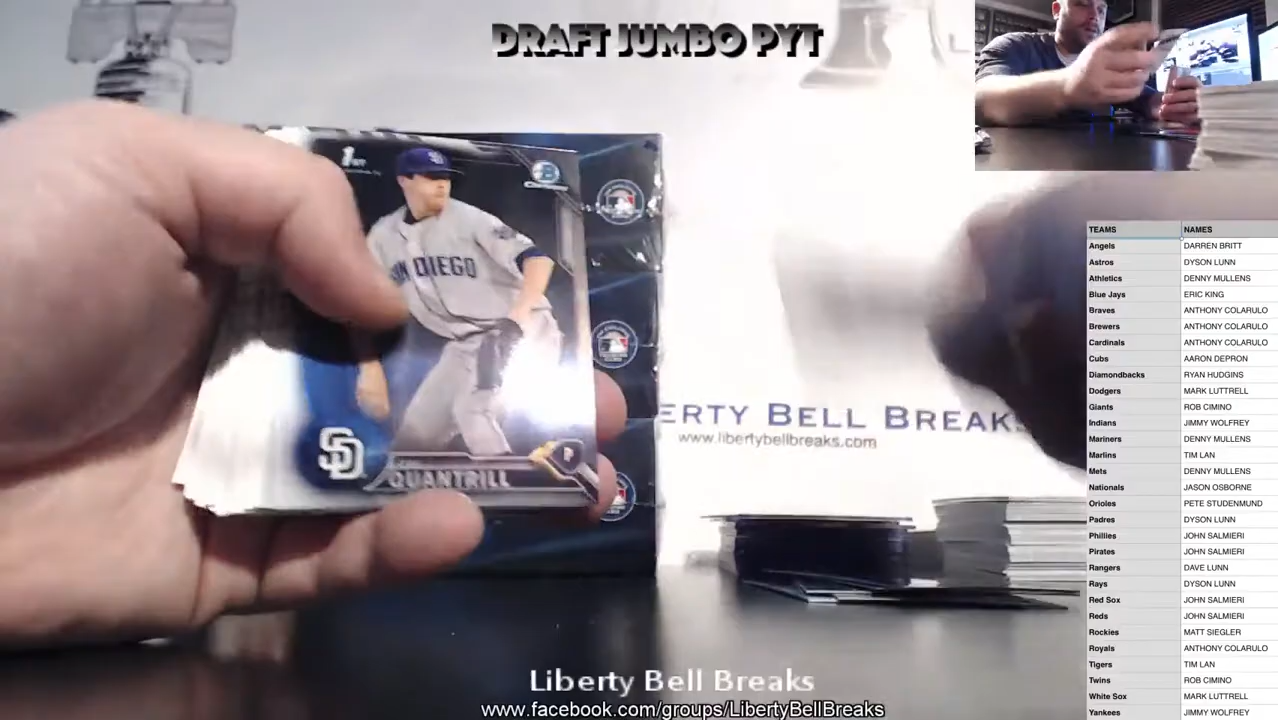 DRAFT JUMBO PYT
1ST
SAN DIEGO
SD
QUANTRILL
ERTY BELL BREAKS
www.libertybellbreaks.com
TEAMS NAMES
Angels DARREN BRITT
Astros DYSON LUNN
Athletics DENNY MULLENS
Blue Jays ERIC KING
Braves ANTHONY COLARULO
Brewers ANTHONY COLARULO
Cardinals ANTHONY COLARULO
Cubs AARON DEPRON
Diamondbacks RYAN HUDGINS
Dodgers MARK LUTTRELL
Giants ROB CIMINO
Indians JIMMY WOLFREY
Mariners DENNY MULLENS
Marlins TIM LAN
Mets DENNY MULLENS
Nationals JASON OSBORNE
Orioles PETE STUDENMUND
Padres DYSON LUNN
Phillies JOHN SALMIERI
Pirates JOHN SALMIERI
Rangers DAVE LUNN
Rays DYSON LUNN
Red Sox JOHN SALMIERI
Reds JOHN SALMIERI
Rockies MATT SIEGLER
Royals ANTHONY COLARULO
Tigers TIM LAN
Twins ROB CIMINO
White Sox MARK LUTTRELL
Yankees JIMMY WOLFREY
Liberty Bell Breaks
www.facebook.com/groups/LibertyBellBreaks